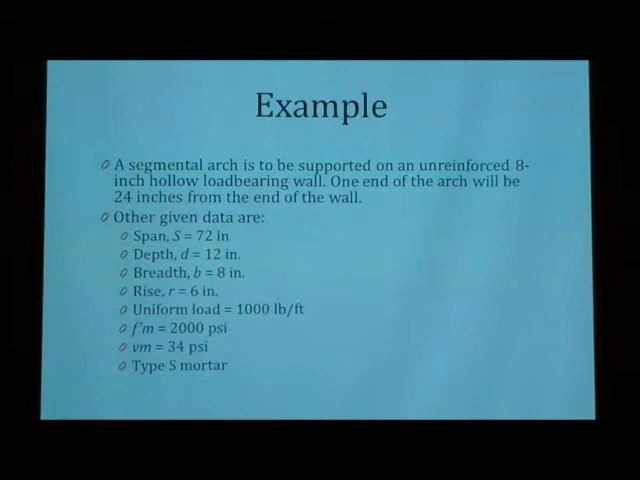 Example
A segmental arch is to be supported on an unreinforced 8-
inch hollow loadbearing wall. One end of the arch will be
24 inches from the end of the wall.
Other given data are:
Span, S = 72 in
Depth, d = 12 in.
Breadth, b = 8 in.
Rise, r = 6 in.
Uniform load = 1000 lb/ft
f'm = 2000 psi
vm = 34 psi
Type S mortar